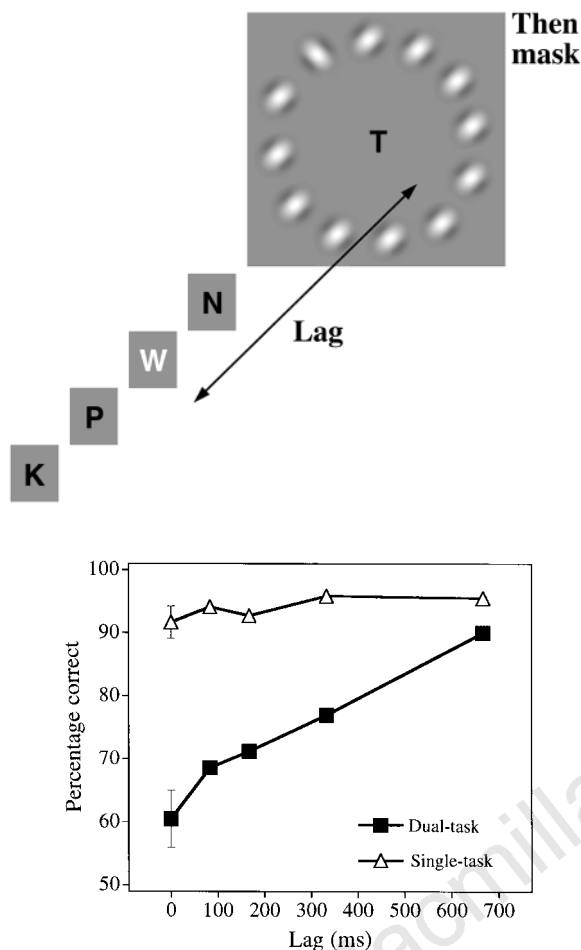 Then
mask
T
N
Lag
W
P
K
100
90
80
70
60
50
Percentage correct
Dual-task
Single-task
0 100 200 300 400 500 600 700
Lag (ms)